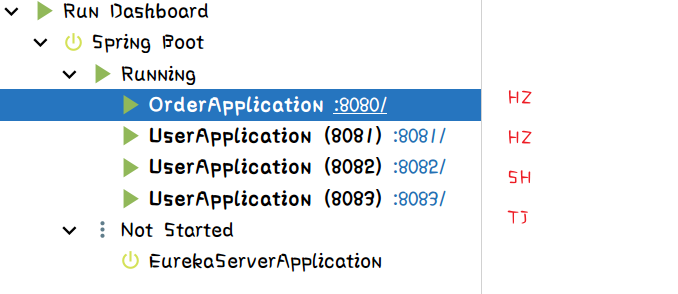 Run Dashboard
Spring Boot
Running
OrderApplication :8080/
HZ
UserApplication (8081) :8081/
HZ
UserApplication (8082) :8082/
SH
UserApplication (8083) :8083/
TJ
Not Started
EurekaServerApplication